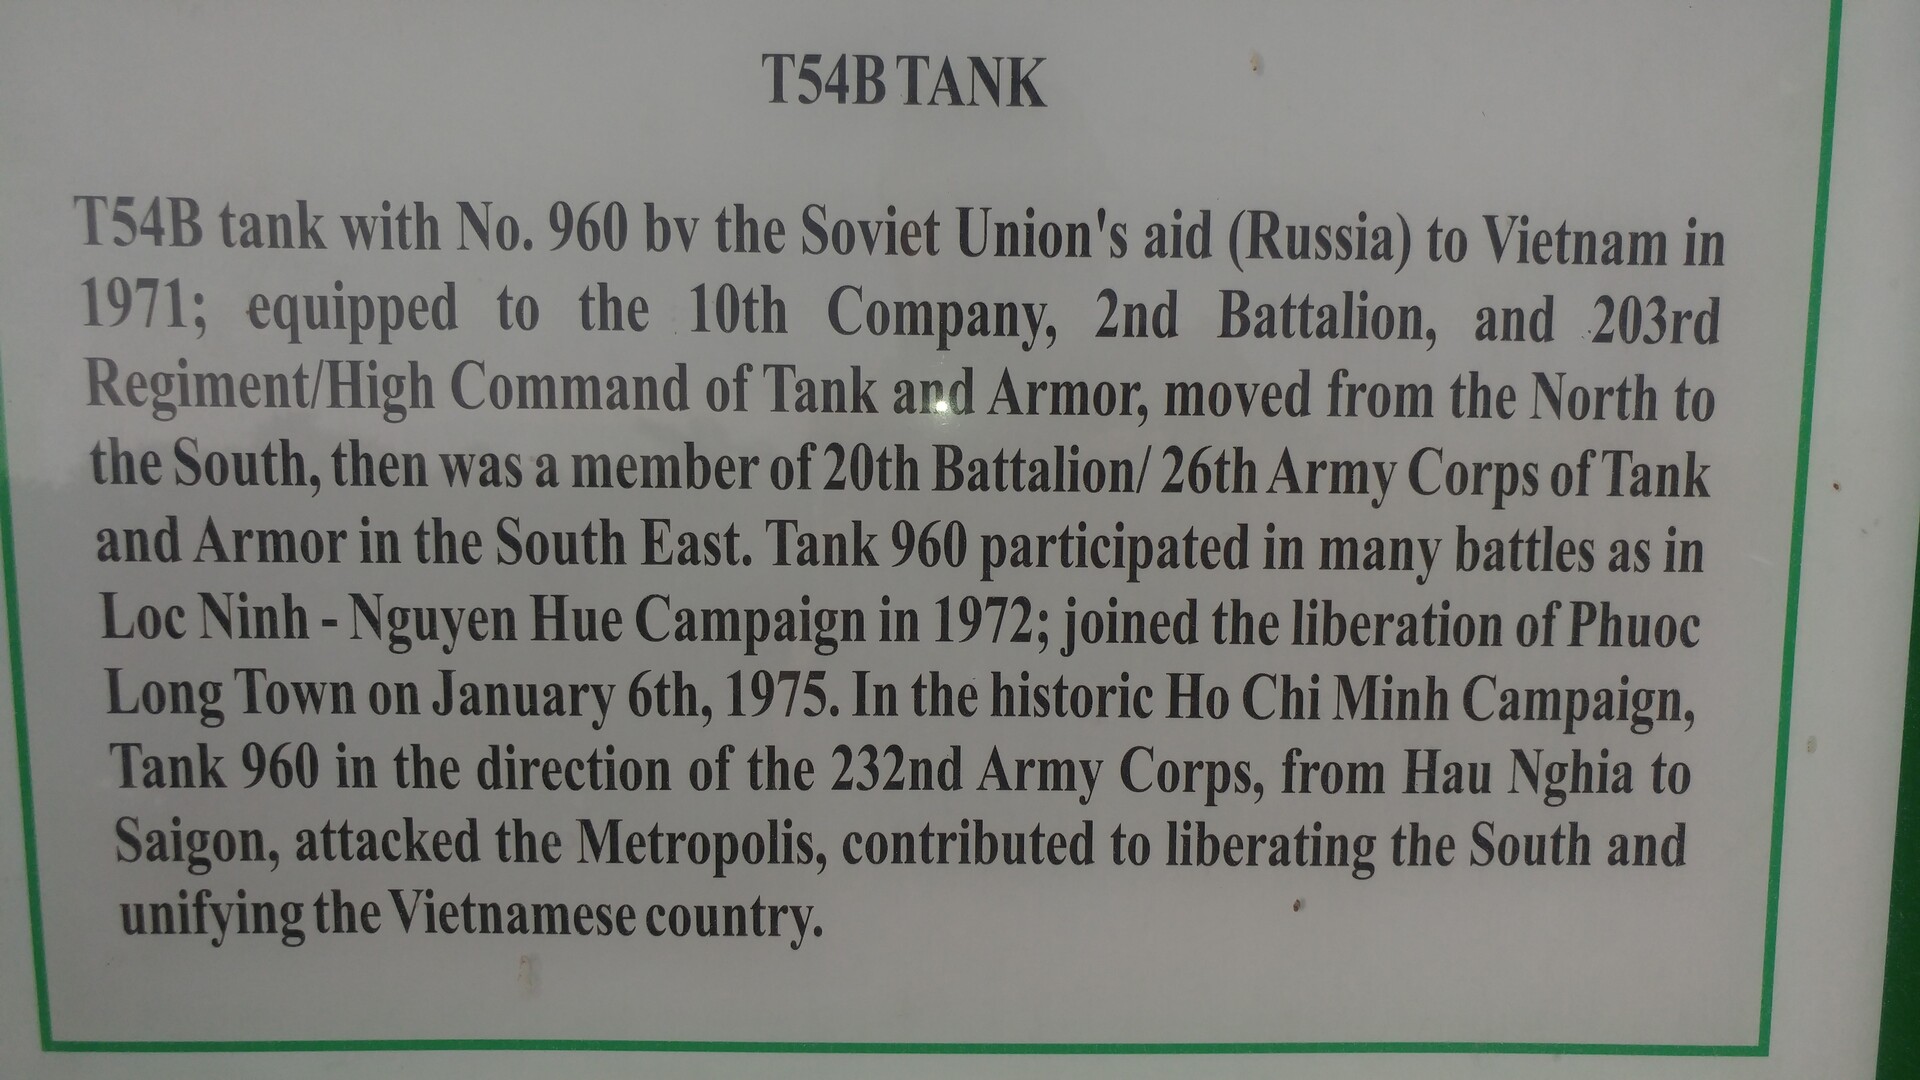 T54B TANK
T54B tank with No. 960 bv the Soviet Union's aid (Russia) to Vietnam in
1971; equipped to the 10th Company, 2nd Battalion, and 203rd
Regiment/High Command of Tank and Armor, moved from the North to
the South, then was a member of 20th Battalion/ 26th Army Corps of Tank
and Armor in the South East. Tank 960 participated in many battles as in
Loc Ninh - Nguyen Hue Campaign in 1972; joined the liberation of Phuoc
Long Town on January 6th, 1975. In the historic Ho Chi Minh Campaign,
Tank 960 in the direction of the 232nd Army Corps, from Hau Nghia to
Saigon, attacked the Metropolis, contributed to liberating the South and
unifying the Vietnamese country.